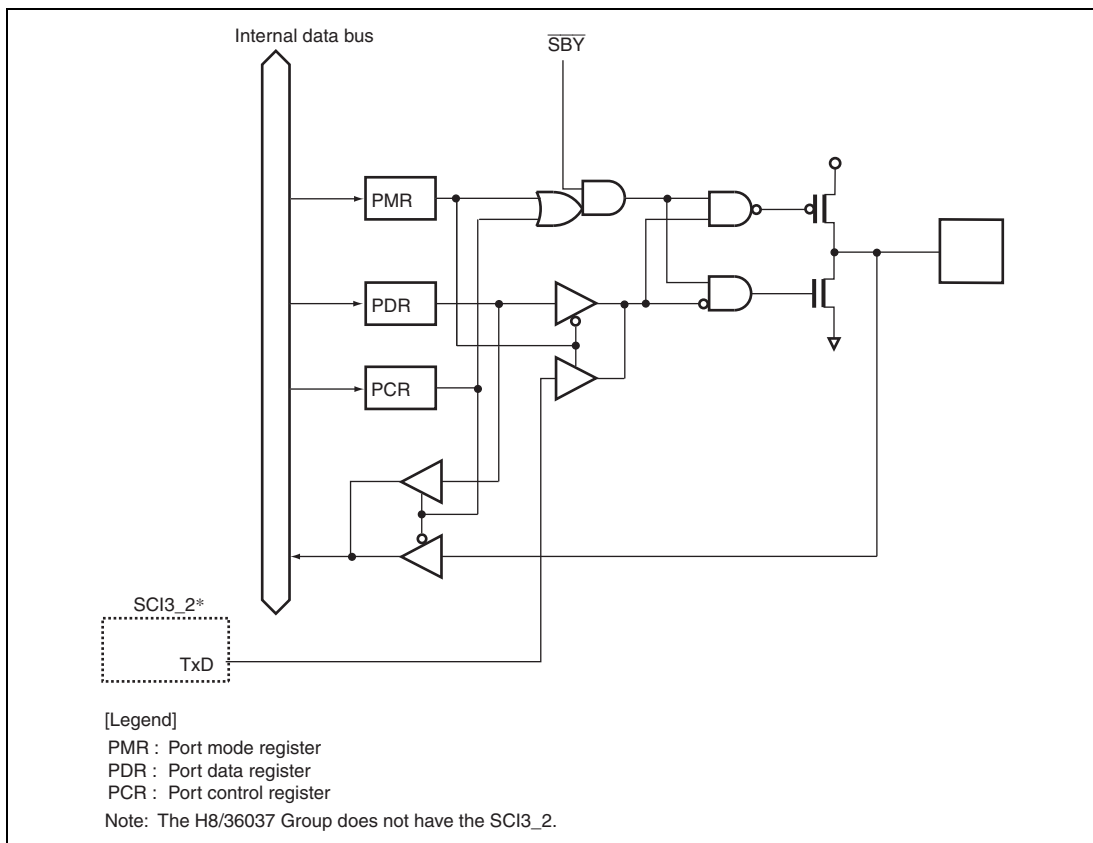 Internal data bus
SBY
PMR
PDR
PCR
SCI3_2*
TxD
[Legend]
PMR : Port mode register
PDR : Port data register
PCR : Port control register
Note: The H8/36037 Group does not have the SCI3_2.